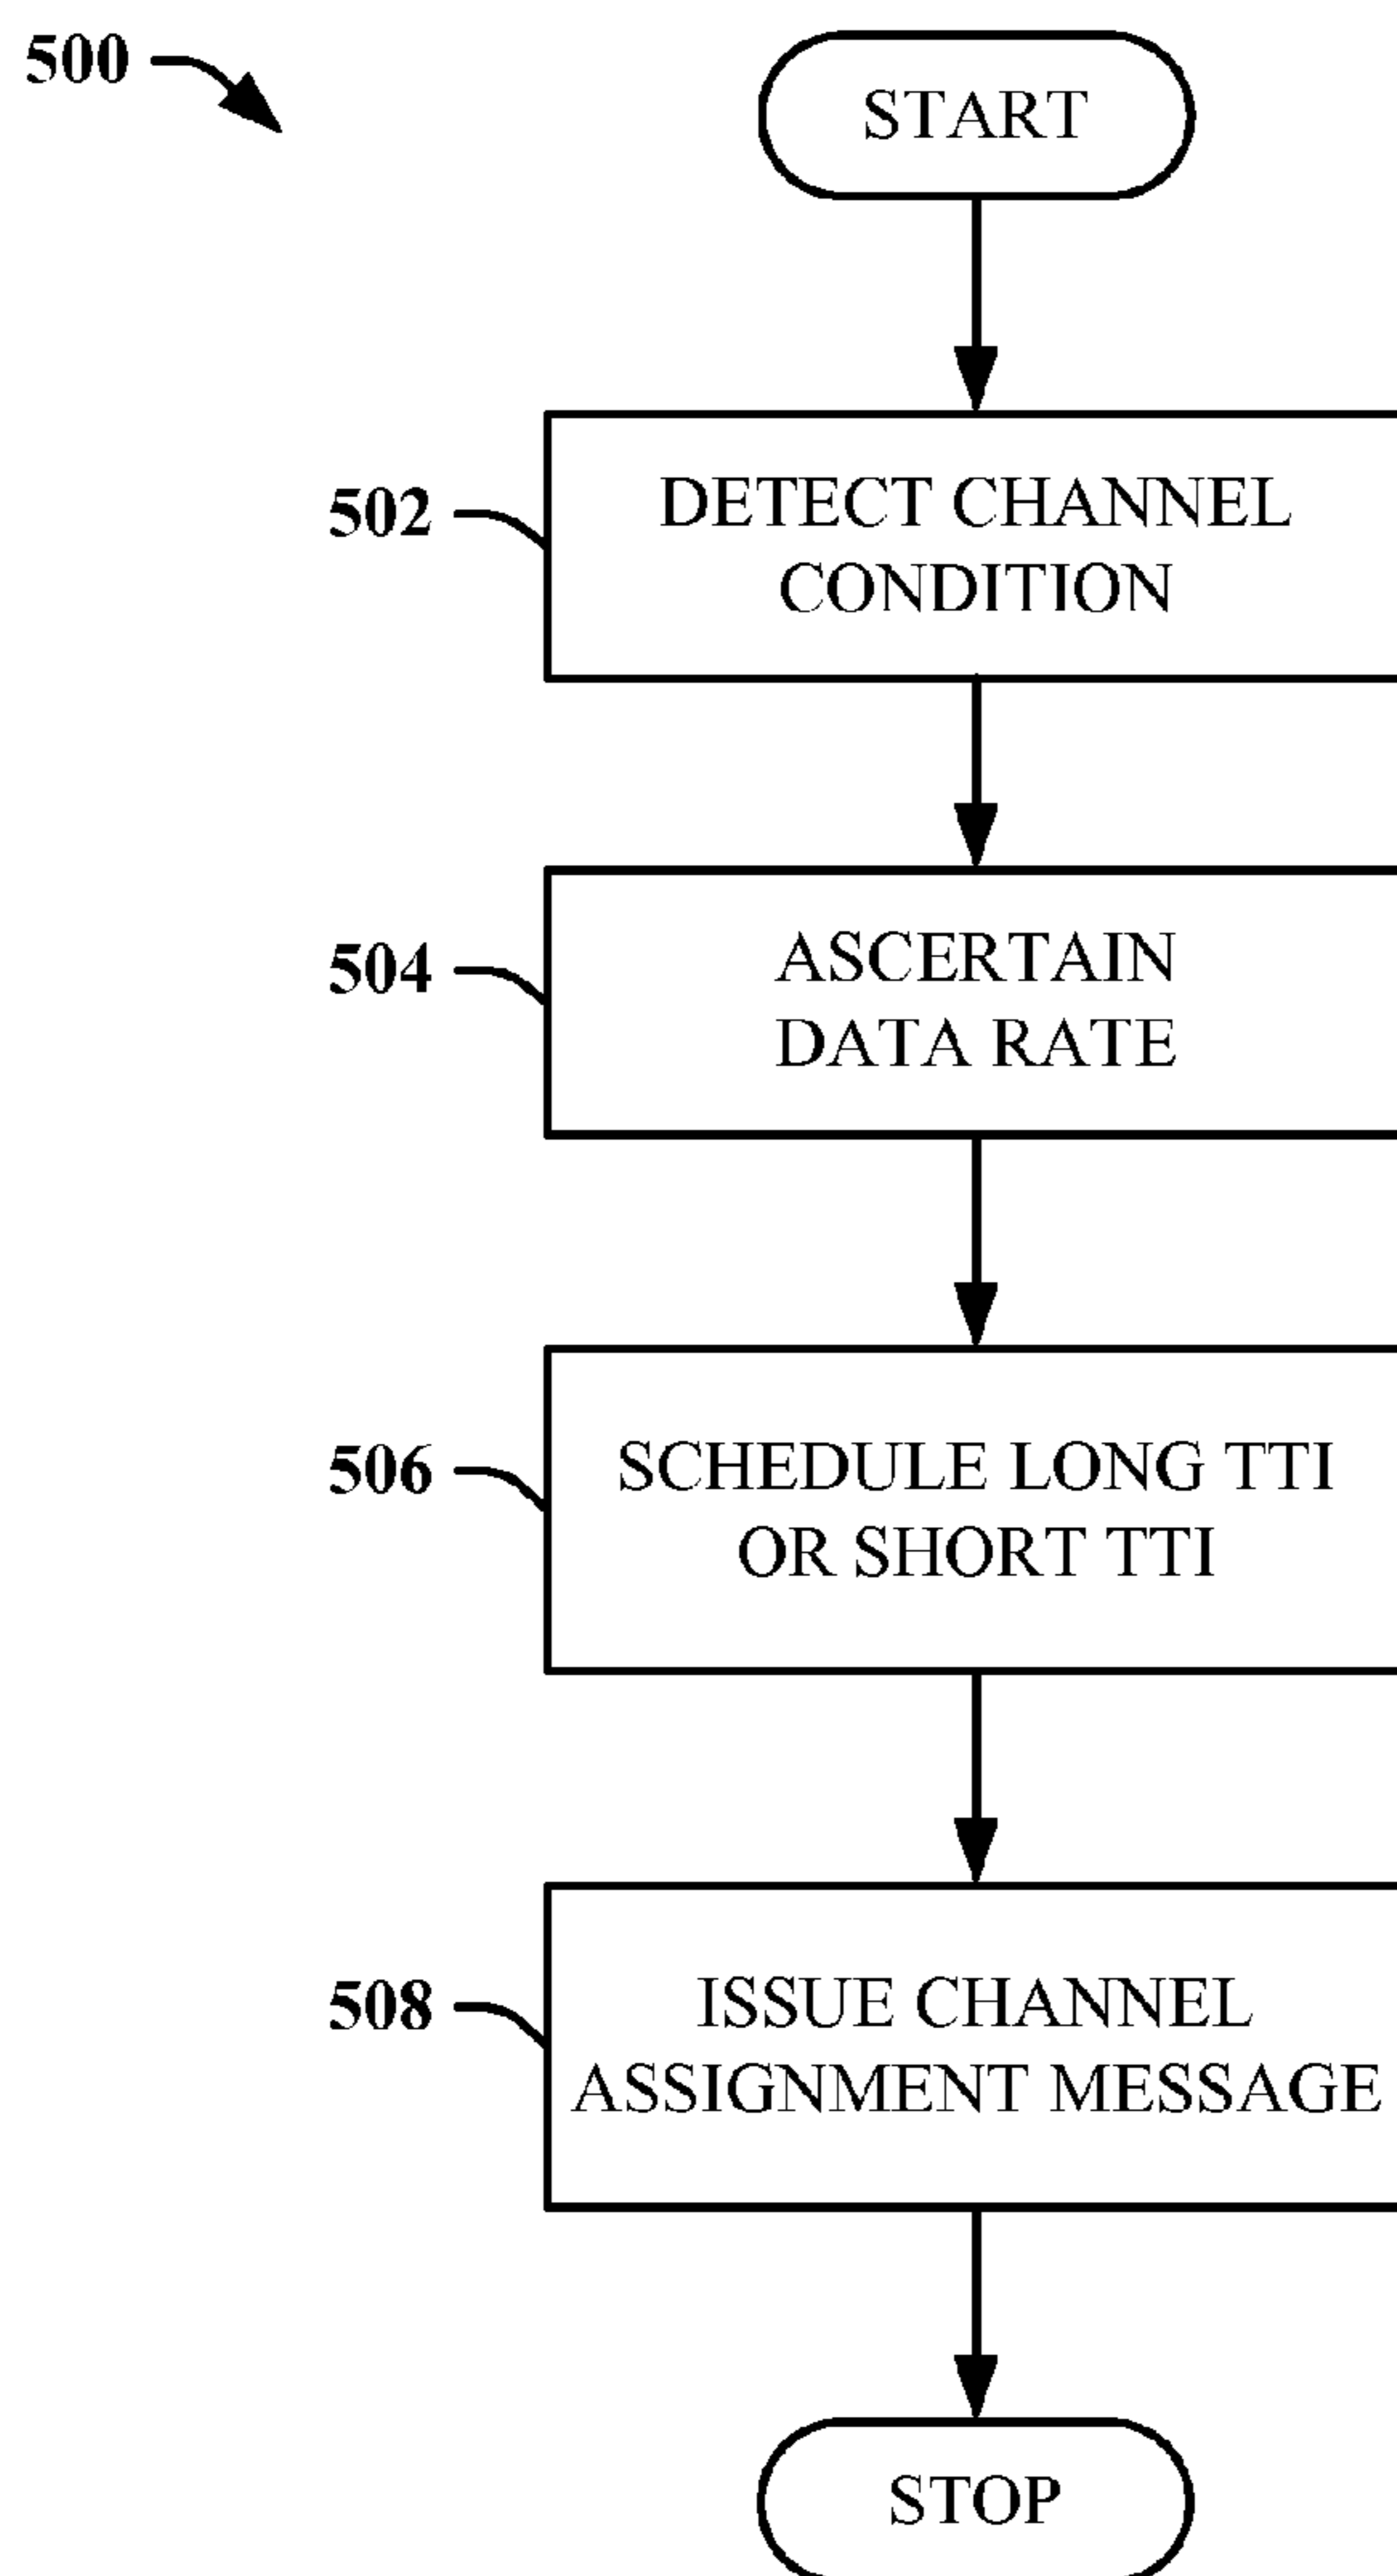 500
START
502
DETECT CHANNEL
CONDITION
504
ASCERTAIN
DATA RATE
506
SCHEDULE LONG TTI
OR SHORT TTI
508
ISSUE CHANNEL
ASSIGNMENT MESSAGE
STOP